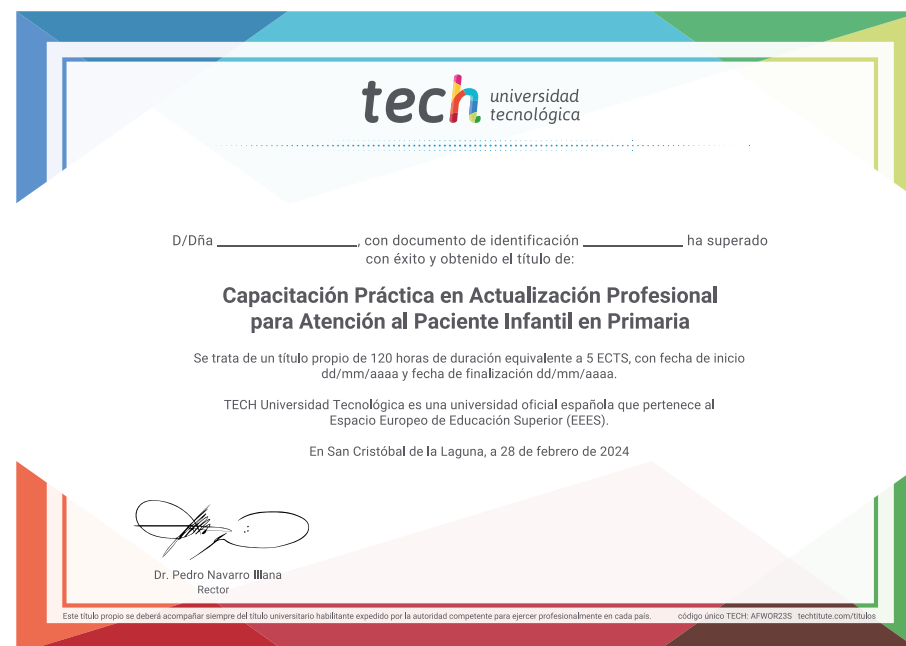 tech universidad
tecnológica
D/Dña ____________________, con documento de identificación ______________ ha superado
con éxito y obtenido el título de:
Capacitación Práctica en Actualización Profesional
para Atención al Paciente Infantil en Primaria
Se trata de un título propio de 120 horas de duración equivalente a 5 ECTS, con fecha de inicio
dd/mm/aaaa y fecha de finalización dd/mm/aaaa.
TECH Universidad Tecnológica es una universidad oficial española que pertenece al
Espacio Europeo de Educación Superior (EEES).
En San Cristóbal de la Laguna, a 28 de febrero de 2024
Dr. Pedro Navarro Illana
Rector
Este título propio se deberá acompañar siempre del título universitario habilitante expedido por la autoridad competente para ejercer profesionalmente en cada país. código único TECH: AFWOR23S techtitute.com/titulos